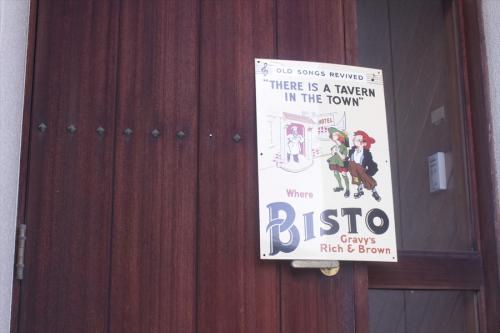 OLD SONGS REVIVED
"THERE IS A TAVERN
IN THE TOWN"
HOTEL
Where
BISTO
Gravy's
Rich & Brown